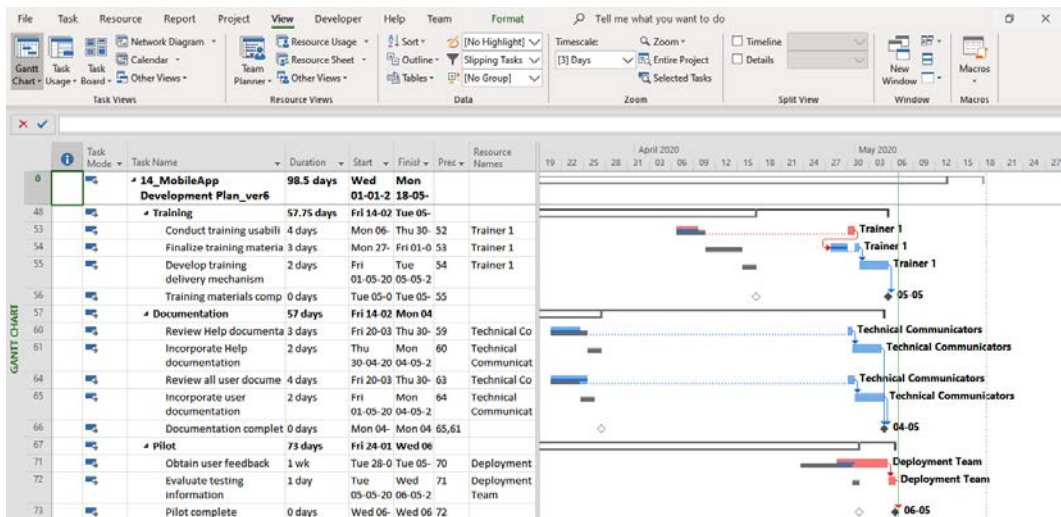 File Task Resource Report Project View Developer Help Team Format Tell me what you want to do
Network Diagram Resource Usage Sort [No Highlight] Timescale: Zoom Timeline
Calendar Resource Sheet Outline Slipping Tasks [3] Days Entire Project Details
Gantt Chart Task Usage Task Board Other Views Team Planner Other Views Tables [No Group] Selected Tasks New Window Macros
Task Views Resource Views Data Zoom Split View Window Macros
Task Mode Task Name Duration Start Finish Prec Resource Names
April 2020 May 2020
19 22 25 28 31 03 06 09 12 15 18 21 24 27 30 03 06 09 12 15 18 21 24 27
GANTT CHART
0 14_MobileApp Development Plan_ver6 98.5 days Wed 01-01-2 Mon 18-05-
48 Training 57.75 days Fri 14-02 Tue 05-
53 Conduct training usabili 4 days Mon 06- Thu 30- 52 Trainer 1 Trainer 1
54 Finalize training materia 3 days Mon 27- Fri 01-0 53 Trainer 1 Trainer 1
55 Develop training delivery mechanism 2 days Fri 01-05-20 Tue 05-05-2 54 Trainer 1 Trainer 1
56 Training materials comp 0 days Tue 05-0 Tue 05- 55 05-05
57 Documentation 57 days Fri 14-02 Mon 04
60 Review Help documenta 3 days Fri 20-03 Thu 30- 59 Technical Co Technical Communicators
61 Incorporate Help documentation 2 days Thu 30-04-20 Mon 04-05-2 60 Technical Communicat Technical Communicators
64 Review all user docume 4 days Fri 20-03 Thu 30- 63 Technical Co Technical Communicators
65 Incorporate user documentation 2 days Fri 01-05-20 Mon 04-05-2 64 Technical Communicat Technical Communicators
66 Documentation complet 0 days Mon 04- Mon 04 65,61 04-05
67 Pilot 73 days Fri 24-01 Wed 06
71 Obtain user feedback 1 wk Tue 28-0 Tue 05- 70 Deployment Deployment Team
72 Evaluate testing information 1 day Tue 05-05-20 Wed 06-05-2 71 Deployment Team Deployment Team
73 Pilot complete 0 days Wed 06- Wed 06 72 06-05